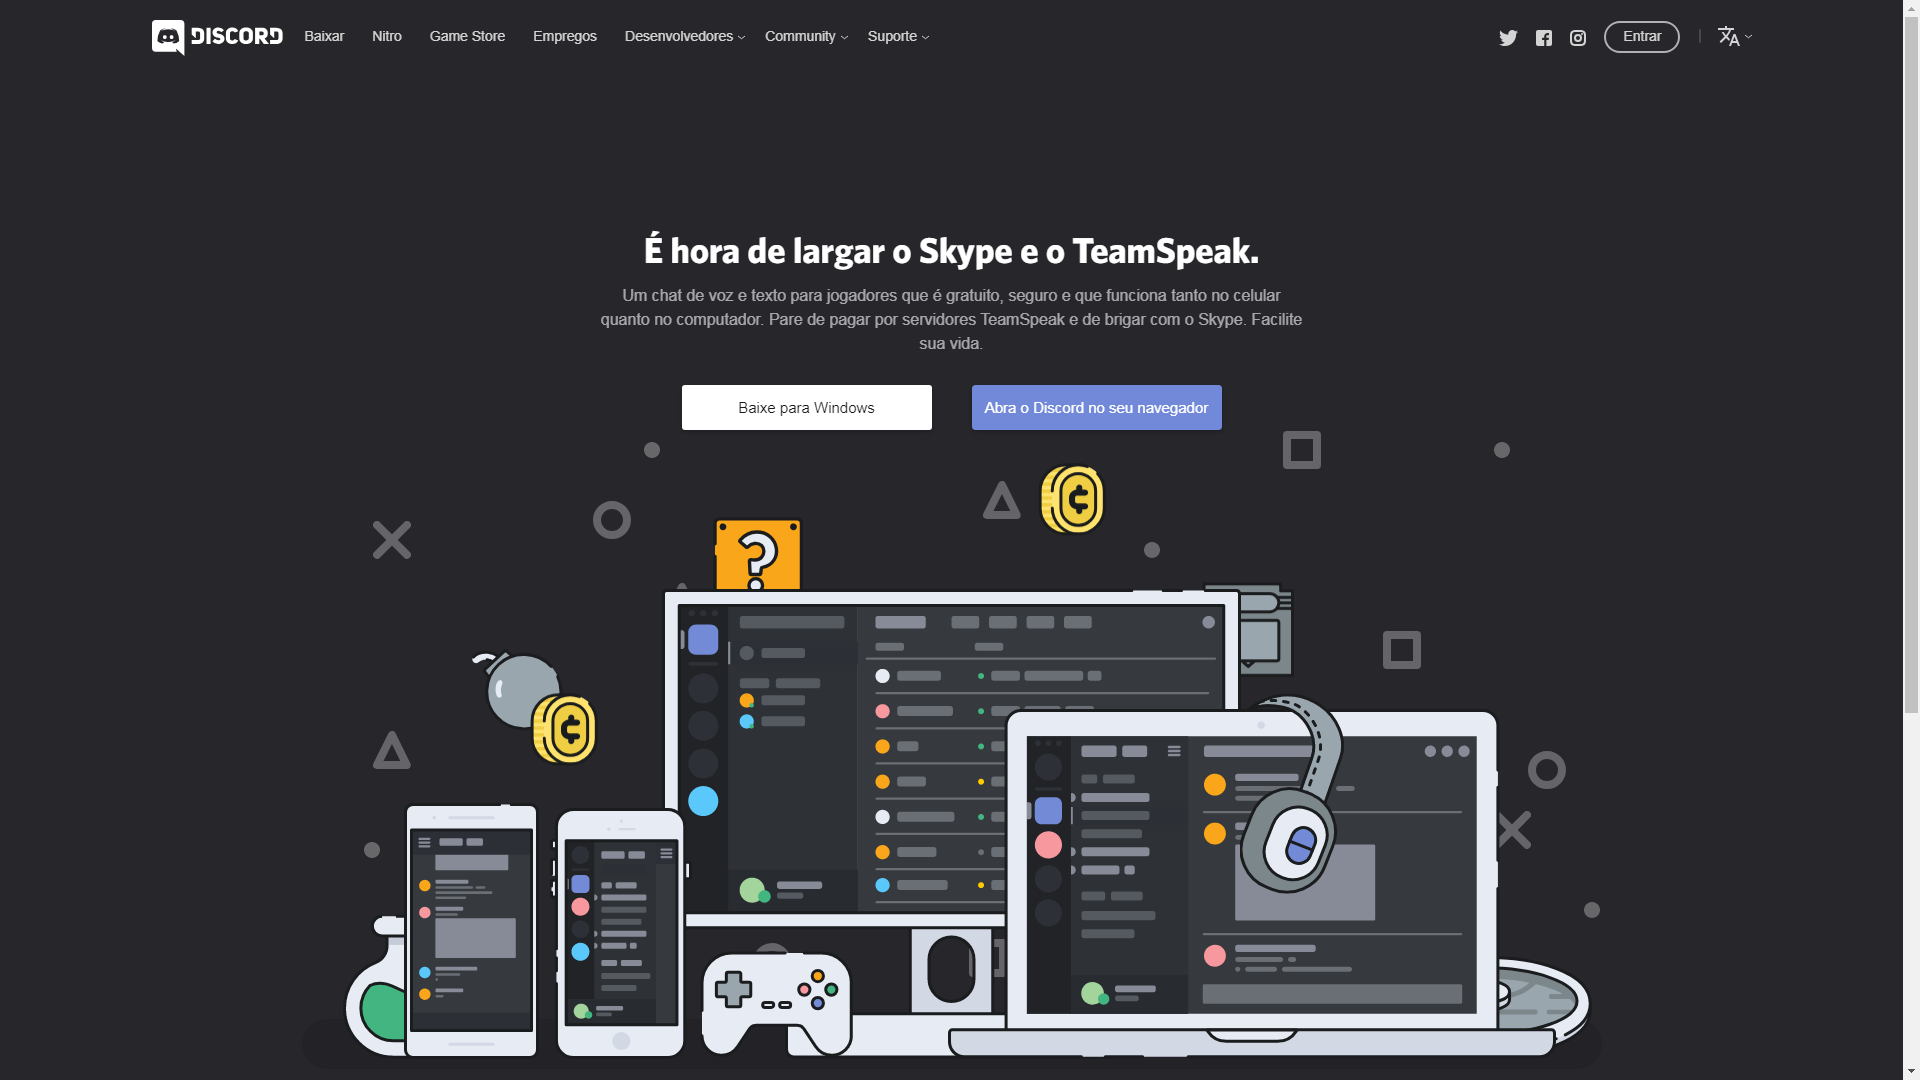 DISCORD
Baixar
Nitro
Game Store
Empregos
Desenvolvedores
Community
Suporte
Entrar
É hora de largar o Skype e o TeamSpeak.
Um chat de voz e texto para jogadores que é gratuito, seguro e que funciona tanto no celular
quanto no computador. Pare de pagar por servidores TeamSpeak e de brigar com o Skype. Facilite
sua vida.
Baixe para Windows
Abra o Discord no seu navegador
?